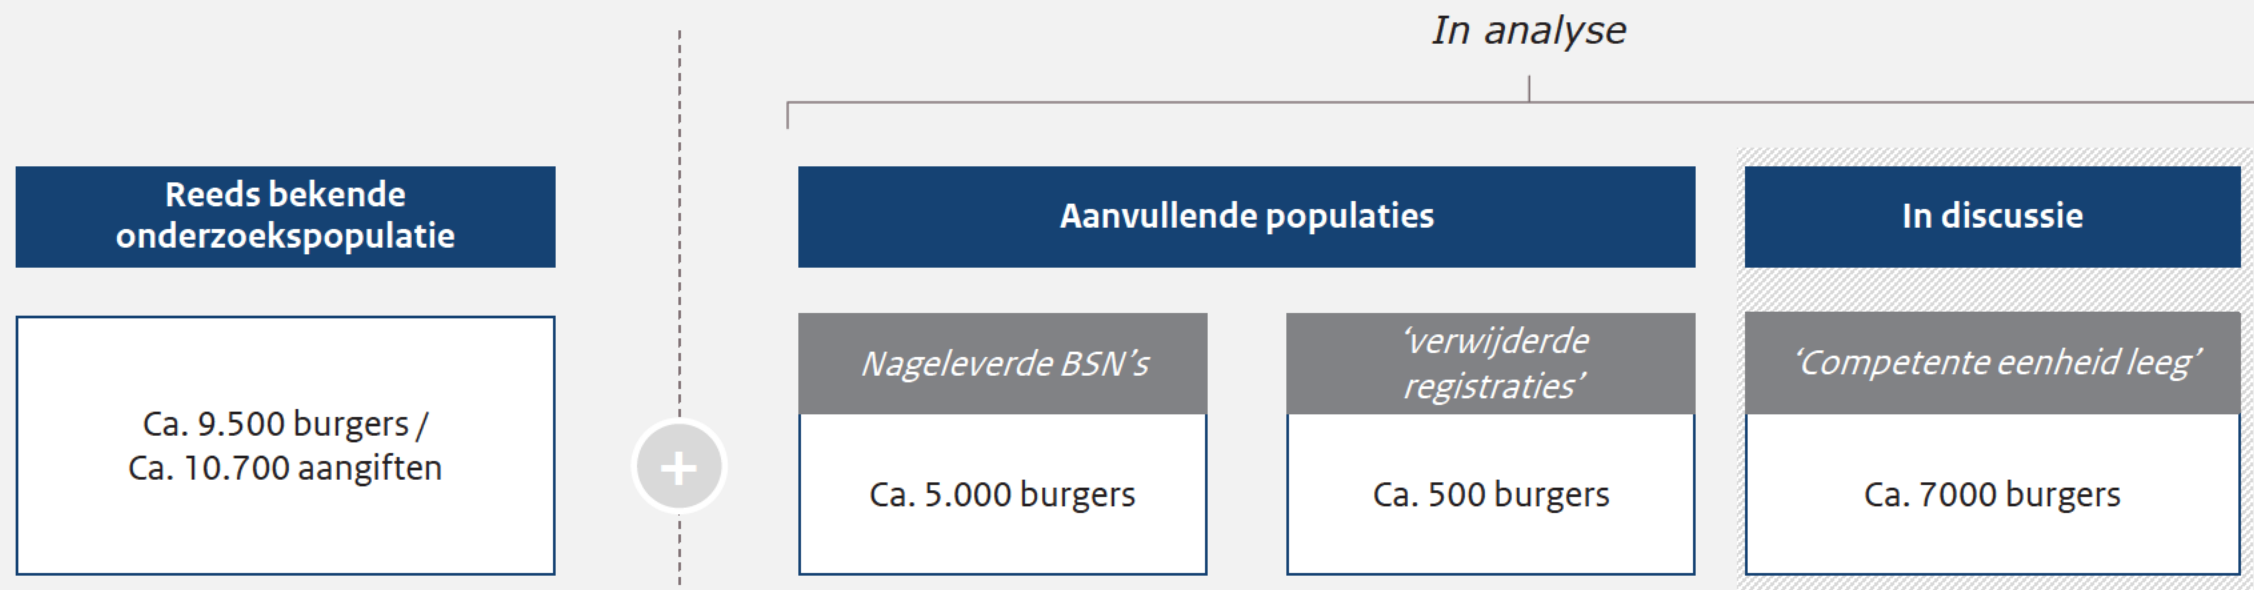 In analyse
Reeds bekende
onderzoekspopulatie
Aanvullende populaties
In discussie
Nageleverde BSN's
‘verwijderde
registraties’
‘Competente eenheid leeg’
Ca. 9.500 burgers /
Ca. 10.700 aangiften
+
Ca. 5.000 burgers
Ca. 500 burgers
Ca. 7000 burgers